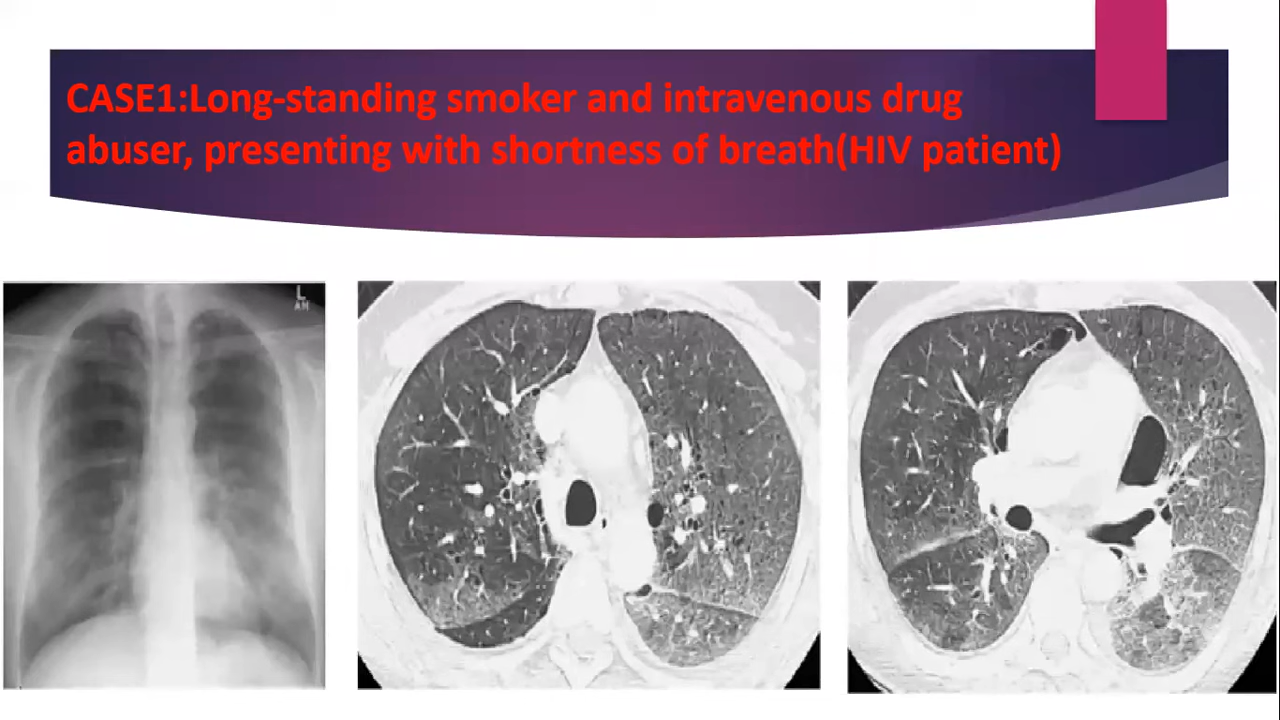 CASE1:Long-standing smoker and intravenous drug
abuser, presenting with shortness of breath(HIV patient)
L
AM